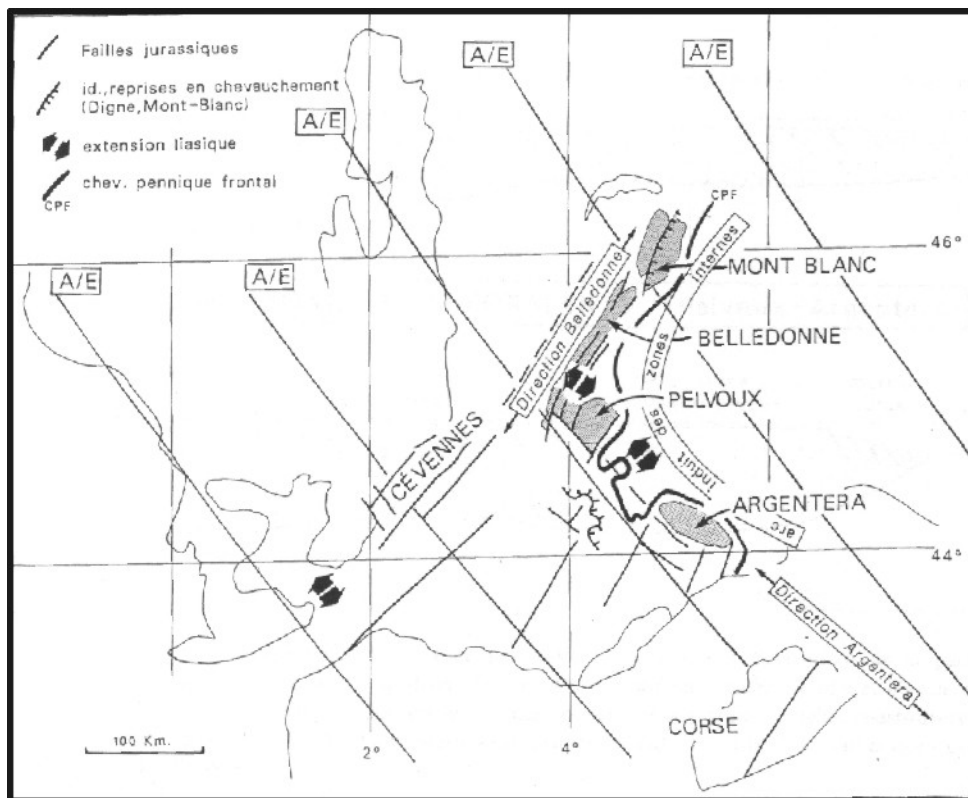 Failles jurassiques
id., reprises en chevauchement
(Digne, Mont-Blanc)
extension liasique
chev. pennique frontal
CPF
A/E
A/E
A/E
A/E
A/E
CPF
46°
internes
MONT BLANC
Direction Belledonne
BELLEDONNE
zones
PELVOUX
des
CÉVENNES
induit
ARGENTERA
arc
44°
Direction Argentera
CORSE
100 Km.
2°
4°